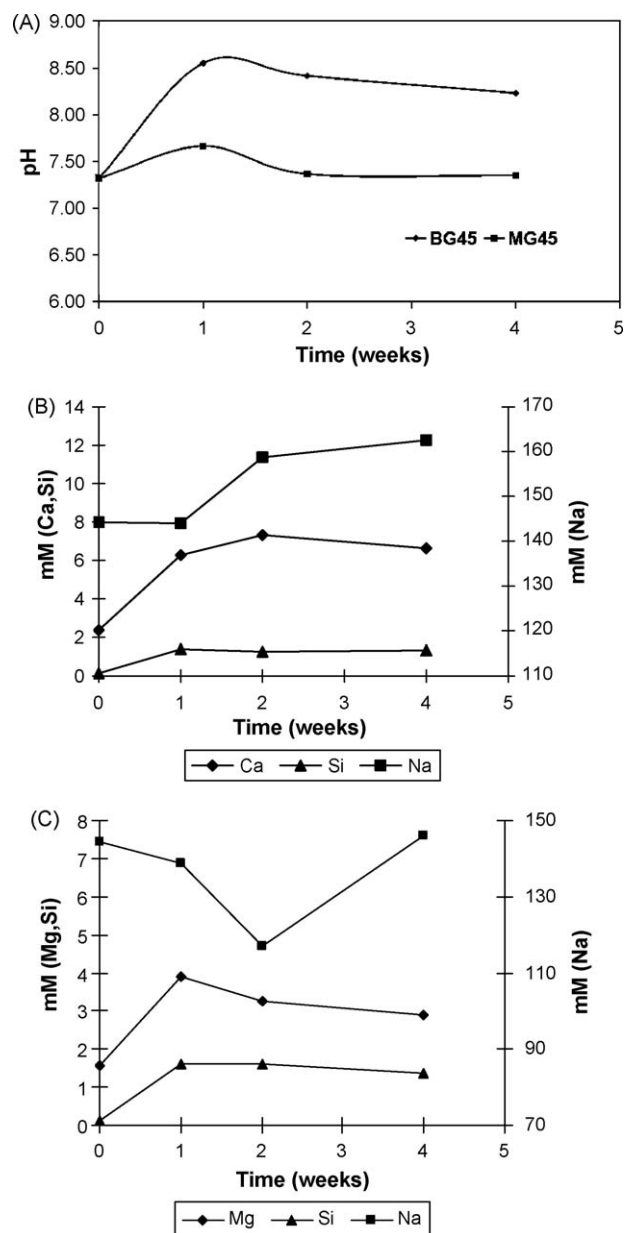 (A)
9.00
8.50
8.00
7.50
7.00
6.50
6.00
pH
BG45 MG45
0 1 2 3 4 5
Time (weeks)
(B)
14
12
10
8
6
4
2
0
mM (Ca,Si)
170
160
150
140
130
120
110
mM (Na)
0 1 2 3 4 5
Time (weeks)
Ca Si Na
(C)
8
7
6
5
4
3
2
1
0
mM (Mg,Si)
150
130
110
90
70
mM (Na)
0 1 2 3 4 5
Time (weeks)
Mg Si Na